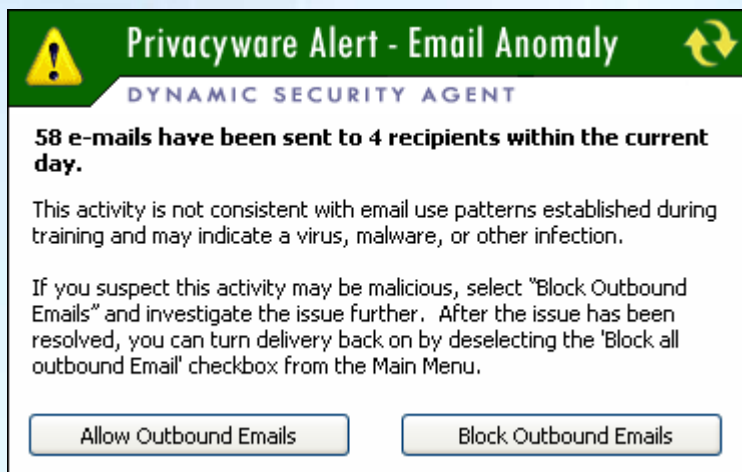 Privacyware Alert - Email Anomaly
DYNAMIC SECURITY AGENT
58 e-mails have been sent to 4 recipients within the current
day.
This activity is not consistent with email use patterns established during
training and may indicate a virus, malware, or other infection.
If you suspect this activity may be malicious, select "Block Outbound
Emails" and investigate the issue further.  After the issue has been
resolved, you can turn delivery back on by deselecting the 'Block all
outbound Email' checkbox from the Main Menu.
Allow Outbound Emails
Block Outbound Emails